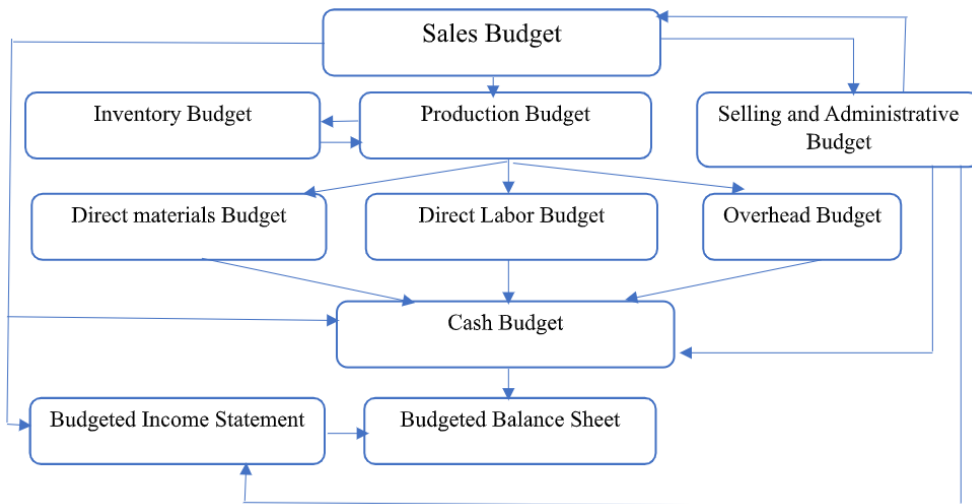 Sales Budget
Inventory Budget
Production Budget
Selling and Administrative
Budget
Direct materials Budget
Direct Labor Budget
Overhead Budget
Cash Budget
Budgeted Income Statement
Budgeted Balance Sheet